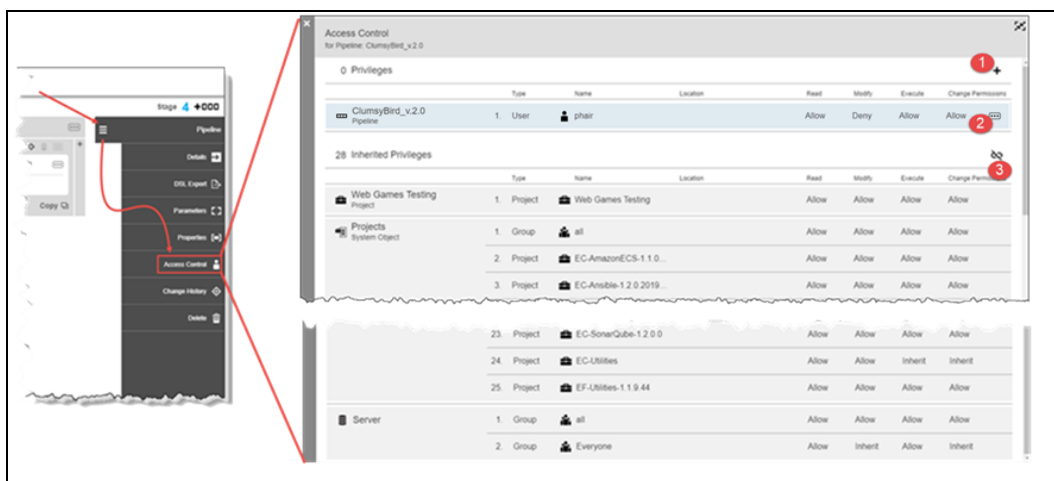 Stage 4 +000
Pipeline
Details
DSL Export
Parameters
Properties
Access Control
Change History
Delete
Copy
Access Control
for Pipeline: ClumsyBird_v.2.0
0 Privileges
1
Type Name Location Read Modify Execute Change Permissions
ClumsyBird_v.2.0
Pipeline
1. User phair Allow Deny Allow Allow
2
28 Inherited Privileges
3
Type Name Location Read Modify Execute Change Permissions
Web Games Testing
Project
1. Project Web Games Testing Allow Allow Allow Allow
Projects
System Object
1. Group all Allow Allow Allow Allow
2. Project EC-AmazonECS-1.1.0... Allow Allow Allow Allow
3. Project EC-Ansible-1.2.0.2019... Allow Allow Allow Allow
23. Project EC-SonarQube-1.2.0.0 Allow Allow Allow Allow
24. Project EC-Utilities Allow Allow Inherit Inherit
25. Project EF-Utilities-1.1.9.44 Allow Allow Allow Allow
Server
1. Group all Allow Allow Allow Allow
2. Group Everyone Allow Inherit Allow Inherit